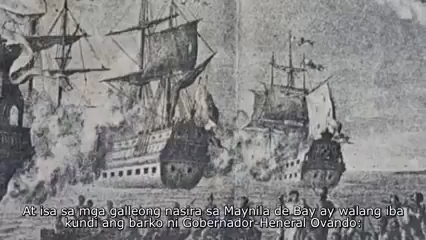 At isa sa mga galleong nasira sa Maynila de Bay ay walang iba
kundi ang barko ni Gobernador-Heneral Ovando;